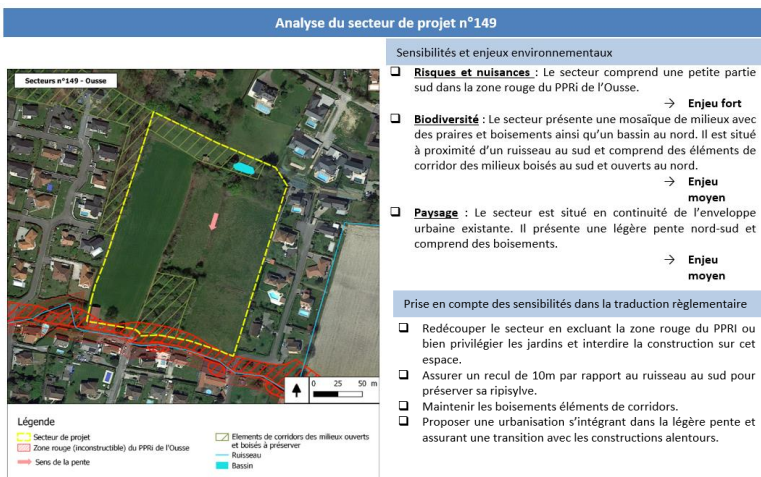 Analyse du secteur de projet n°149
Secteurs n°149 - Ousse
0 25 50 m
Légende
Secteur de projet
Zone rouge (inconstructible) du PPRi de l'Ousse
Sens de la pente
Elements de corridors des milieux ouverts
et boisés à préserver
Ruisseau
Bassin
Sensibilités et enjeux environnementaux
❑ Risques et nuisances : Le secteur comprend une petite partie
sud dans la zone rouge du PPRi de l'Ousse.
→ Enjeu fort
❑ Biodiversité : Le secteur présente une mosaïque de milieux avec
des praires et boisements ainsi qu'un bassin au nord. Il est situé
à proximité d'un ruisseau au sud et comprend des éléments de
corridor des milieux boisés au sud et ouverts au nord.
→ Enjeu
moyen
❑ Paysage : Le secteur est situé en continuité de l'enveloppe
urbaine existante. Il présente une légère pente nord-sud et
comprend des boisements.
→ Enjeu
moyen
Prise en compte des sensibilités dans la traduction règlementaire
❑ Redécouper le secteur en excluant la zone rouge du PPRI ou
bien privilégier les jardins et interdire la construction sur cet
espace.
❑ Assurer un recul de 10m par rapport au ruisseau au sud pour
préserver sa ripisylve.
❑ Maintenir les boisements éléments de corridors.
❑ Proposer une urbanisation s'intégrant dans la légère pente et
assurant une transition avec les constructions alentours.